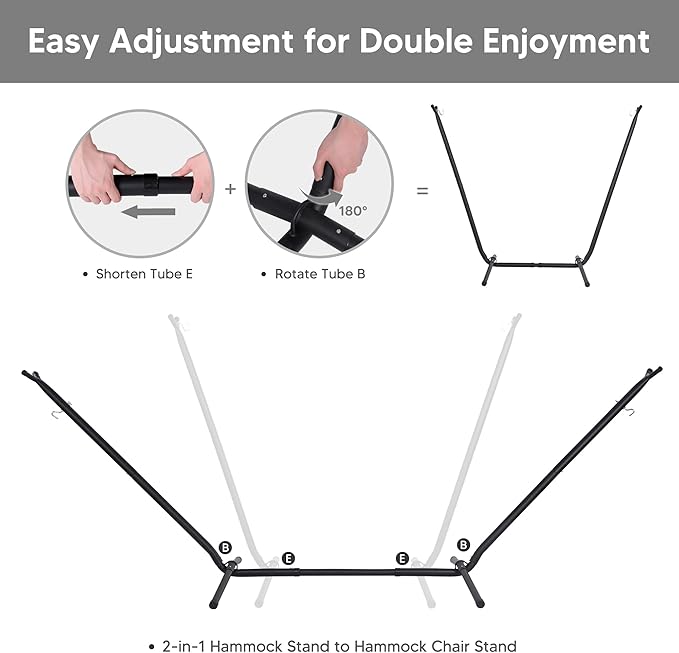 Easy Adjustment for Double Enjoyment
+
180°
=
• Shorten Tube E
• Rotate Tube B
B
E
E
B
• 2-in-1 Hammock Stand to Hammock Chair Stand